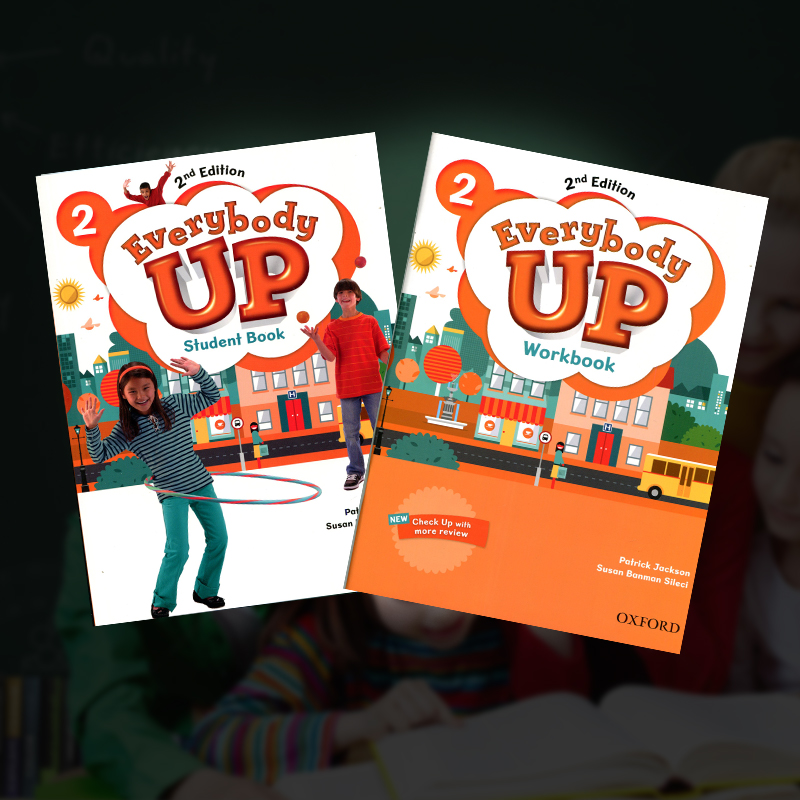 Quality
2nd Edition
2
Everybody
UP
Student Book
H
Pat
Susan
2nd Edition
2
Everybody
UP
Workbook
H
NEW
Check Up with
more review
Patrick Jackson
Susan Banman Sileci
OXFORD